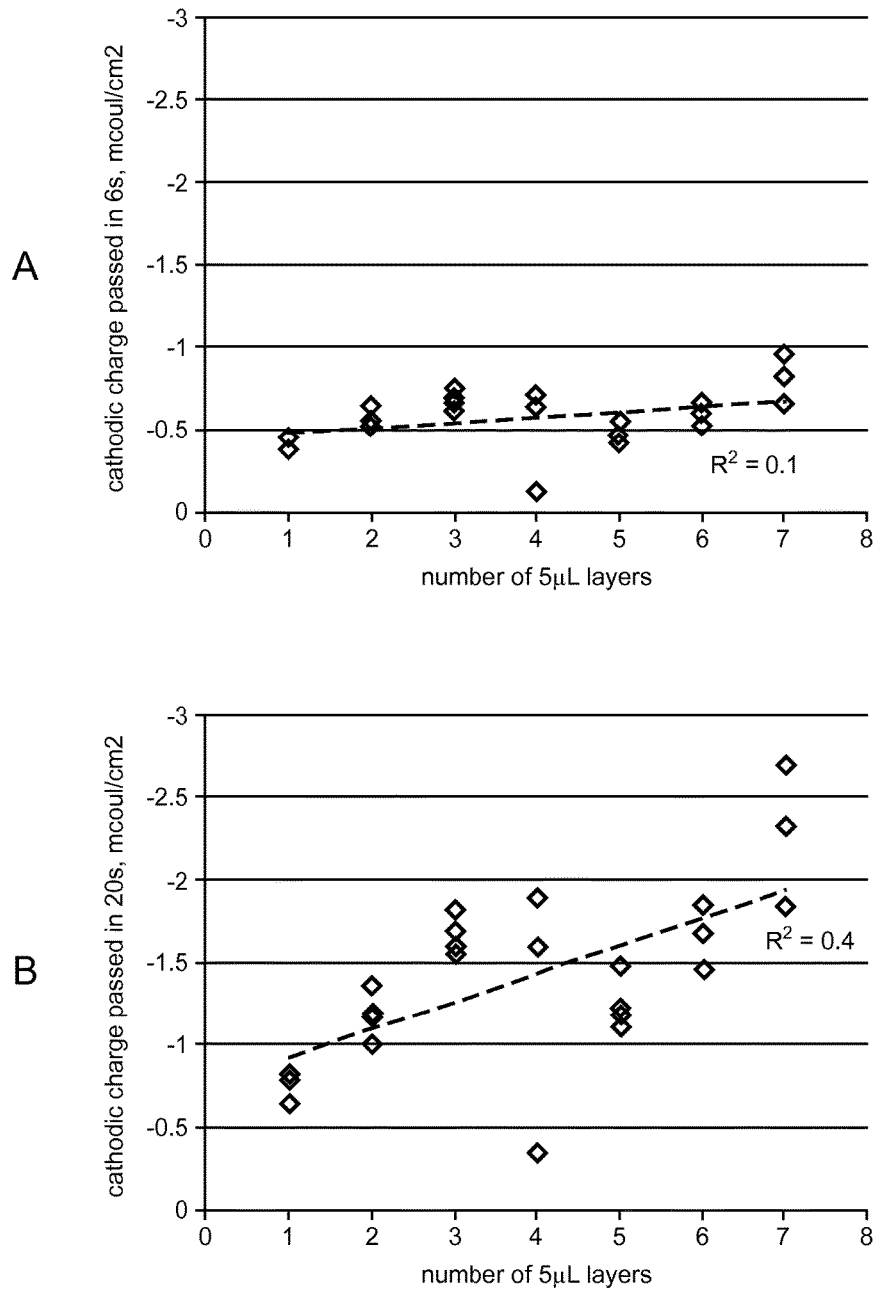 A
cathodic charge passed in 6s, mcoul/cm2
-3
-2.5
-2
-1.5
-1
-0.5
0
R² = 0.1
0 1 2 3 4 5 6 7 8
number of 5µL layers
B
cathodic charge passed in 20s, mcoul/cm2
-3
-2.5
-2
-1.5
-1
-0.5
0
R² = 0.4
0 1 2 3 4 5 6 7 8
number of 5µL layers